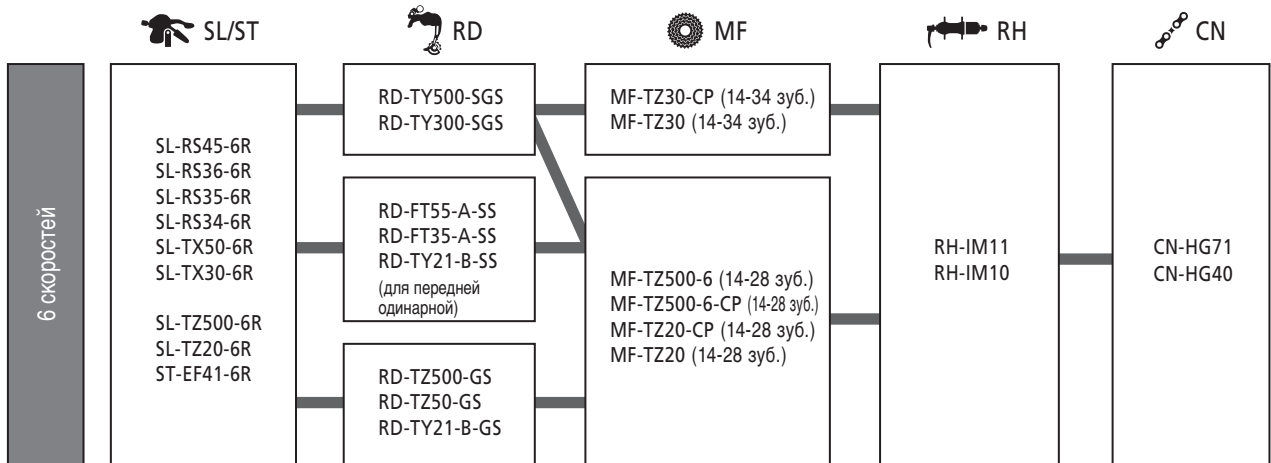 SL/ST
RD
MF
RH
CN
6 скоростей
SL-RS45-6R
SL-RS36-6R
SL-RS35-6R
SL-RS34-6R
SL-TX50-6R
SL-TX30-6R
SL-TZ500-6R
SL-TZ20-6R
ST-EF41-6R
RD-TY500-SGS
RD-TY300-SGS
RD-FT55-A-SS
RD-FT35-A-SS
RD-TY21-B-SS
(для передней
одинарной)
RD-TZ500-GS
RD-TZ50-GS
RD-TY21-B-GS
MF-TZ30-CP (14-34 зуб.)
MF-TZ30 (14-34 зуб.)
MF-TZ500-6 (14-28 зуб.)
MF-TZ500-6-CP (14-28 зуб.)
MF-TZ20-CP (14-28 зуб.)
MF-TZ20 (14-28 зуб.)
RH-IM11
RH-IM10
CN-HG71
CN-HG40